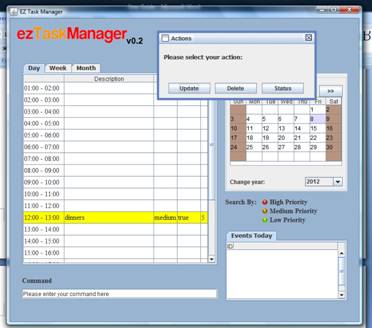 EZ Task Manager
ezTaskManager v0.2
Actions
Please select your action:
Update Delete Status
Day Week Month
Description
>>
Sun Mon Tue Wed Thu Fri Sat
1 2
3 4 5 6 7 8 9
10 11 12 13 14 15 16
17 18 19 20 21 22 23
24 25 26 27 28 29 30
01:00 - 02:00
02:00 - 03:00
03:00 - 04:00
04:00 - 05:00
05:00 - 06:00
06:00 - 07:00
07:00 - 08:00
08:00 - 09:00
09:00 - 10:00
10:00 - 11:00
11:00 - 12:00
12:00 - 13:00 dinners medium true 5
13:00 - 14:00
14:00 - 15:00
15:00 - 16:00
Change year: 2012
Search By: High Priority
Medium Priority
Low Priority
Events Today
ID
Command
Please enter your command here